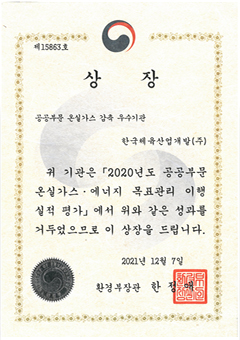 제15863호
상 장
공공부문 온실가스 감축 우수기관
한국체육산업개발(주)
귀 기관은 「2020년도 공공부문
온실가스·에너지 목표관리 이행
실적 평가」에서 위와 같은 성과를
거두었으므로 이 상장을 드립니다.
2021년 12월 7일
환경부장관 한정애